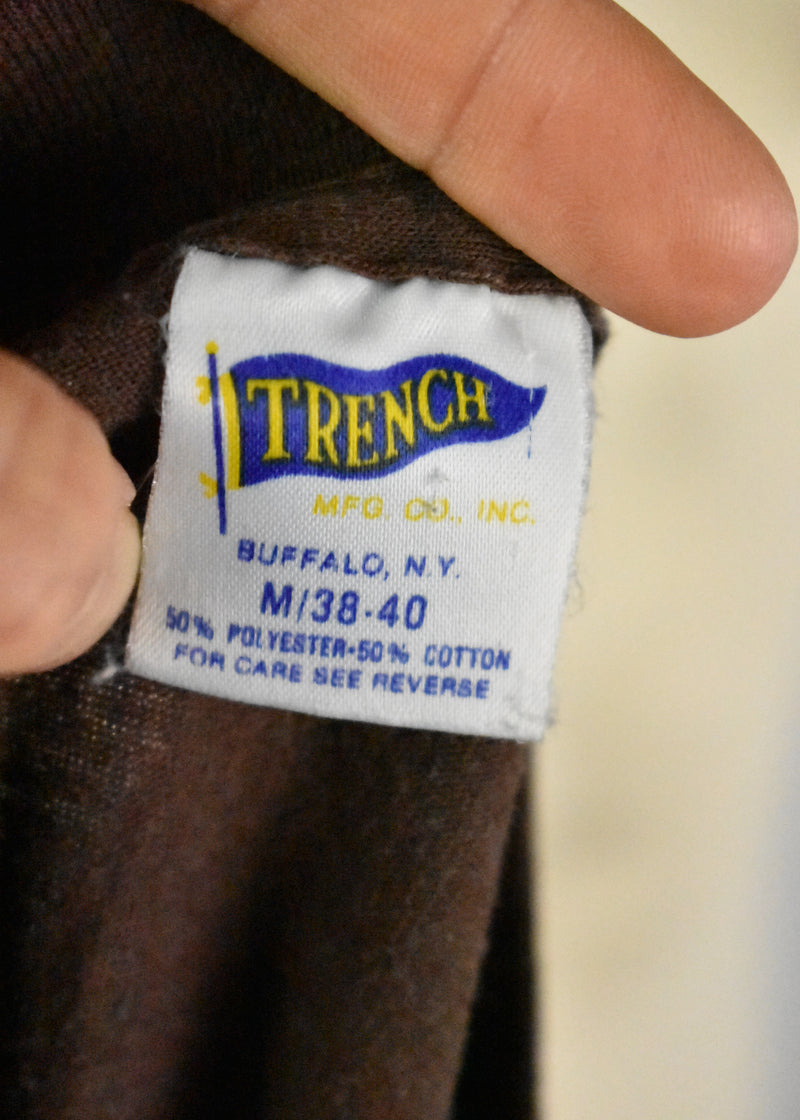 TRENCH
MFG. CO., INC.
BUFFALO, N.Y.
M/38-40
50% POLYESTER·50% COTTON
FOR CARE SEE REVERSE